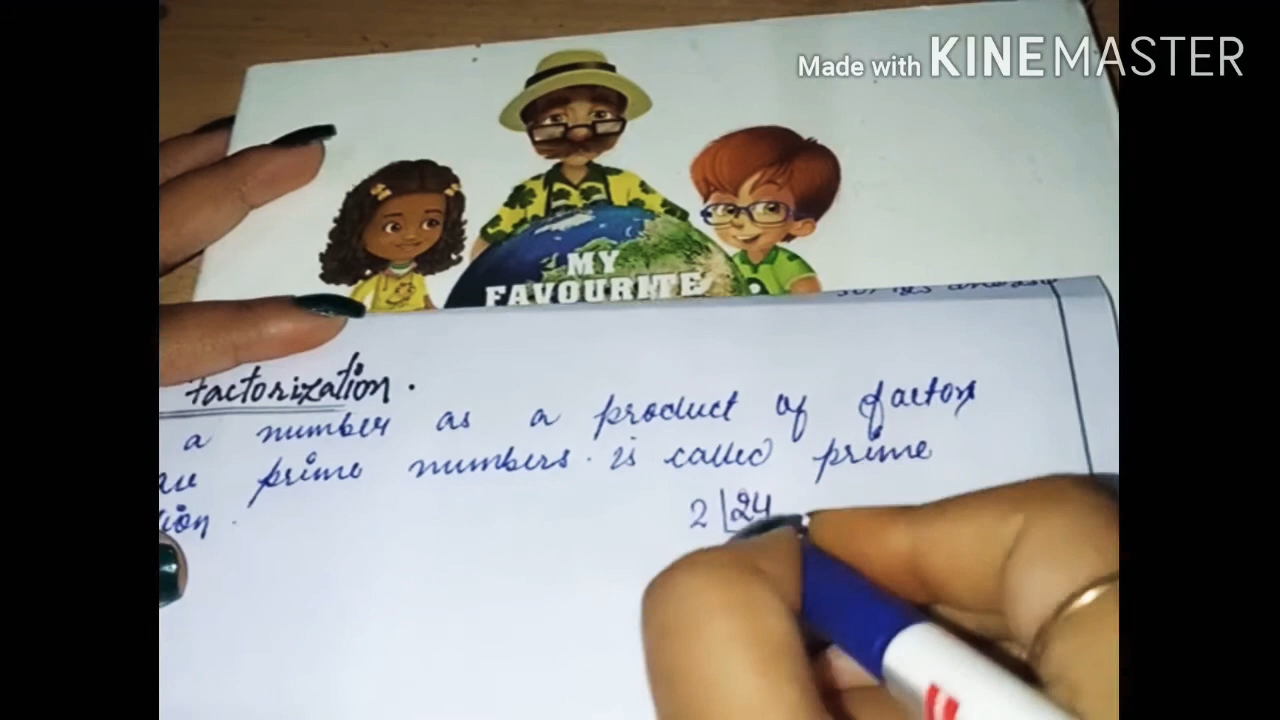 Made with KINEMASTER
MY
FAVOURITE
Factorization.
a number as a product of factors
prime numbers. is called prime
tion.
2 24